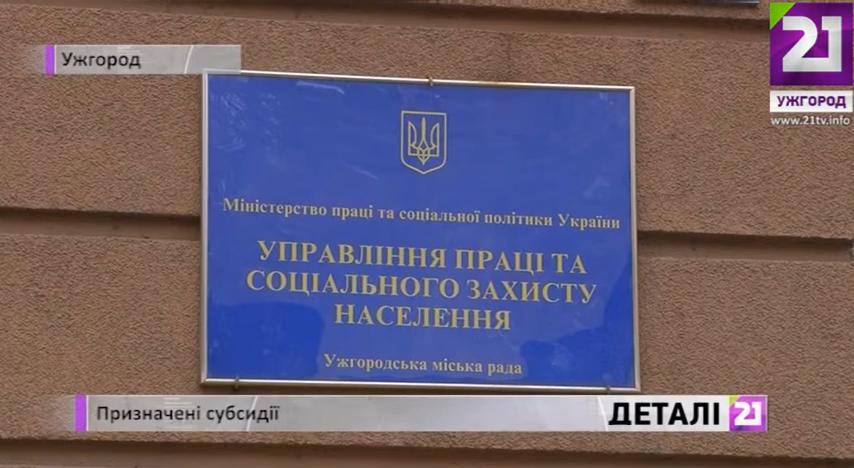 Ужгород
21
УЖГОРОД
www.21tv.info
Міністерство праці та соціальної політики України
УПРАВЛІННЯ ПРАЦІ ТА
СОЦІАЛЬНОГО ЗАХИСТУ
НАСЕЛЕННЯ
Ужгородська міська рада
Призначені субсидії
ДЕТАЛІ 21